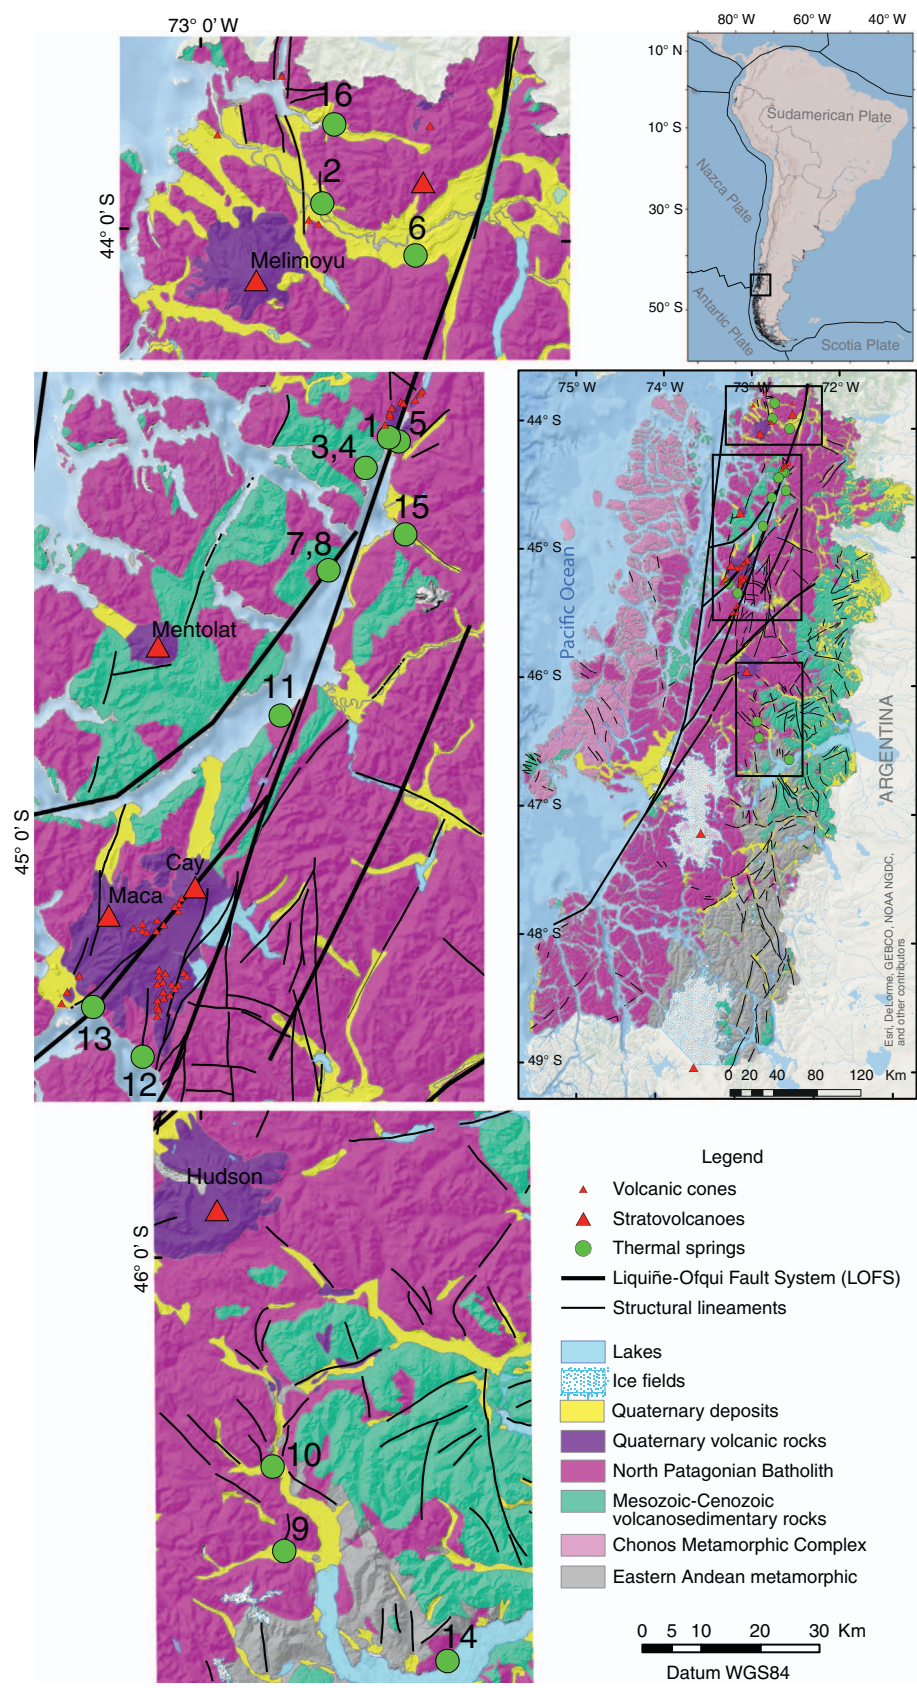 73° 0' W
44° 0' S
16
2
6
Melimoyu
80° W
60° W
40° W
10° N
10° S
30° S
50° S
Sudamerican Plate
Nazca Plate
Antarctic Plate
Scotia Plate
45° 0' S
1
5
3,4
15
7,8
Mentolat
11
Cay
Maca
13
12
75° W
74° W
73° W
72° W
44° S
45° S
46° S
47° S
48° S
49° S
Pacific Ocean
ARGENTINA
Esri, DeLorme, GEBCO, NOAA NGDC,
and other contributors
0 20 40 80 120 Km
46° 0' S
Hudson
10
9
14
Legend
Volcanic cones
Stratovolcanoes
Thermal springs
Liquiñe-Ofqui Fault System (LOFS)
Structural lineaments
Lakes
Ice fields
Quaternary deposits
Quaternary volcanic rocks
North Patagonian Batholith
Mesozoic-Cenozoic
volcanosedimentary rocks
Chonos Metamorphic Complex
Eastern Andean metamorphic
0 5 10 20 30 Km
Datum WGS84